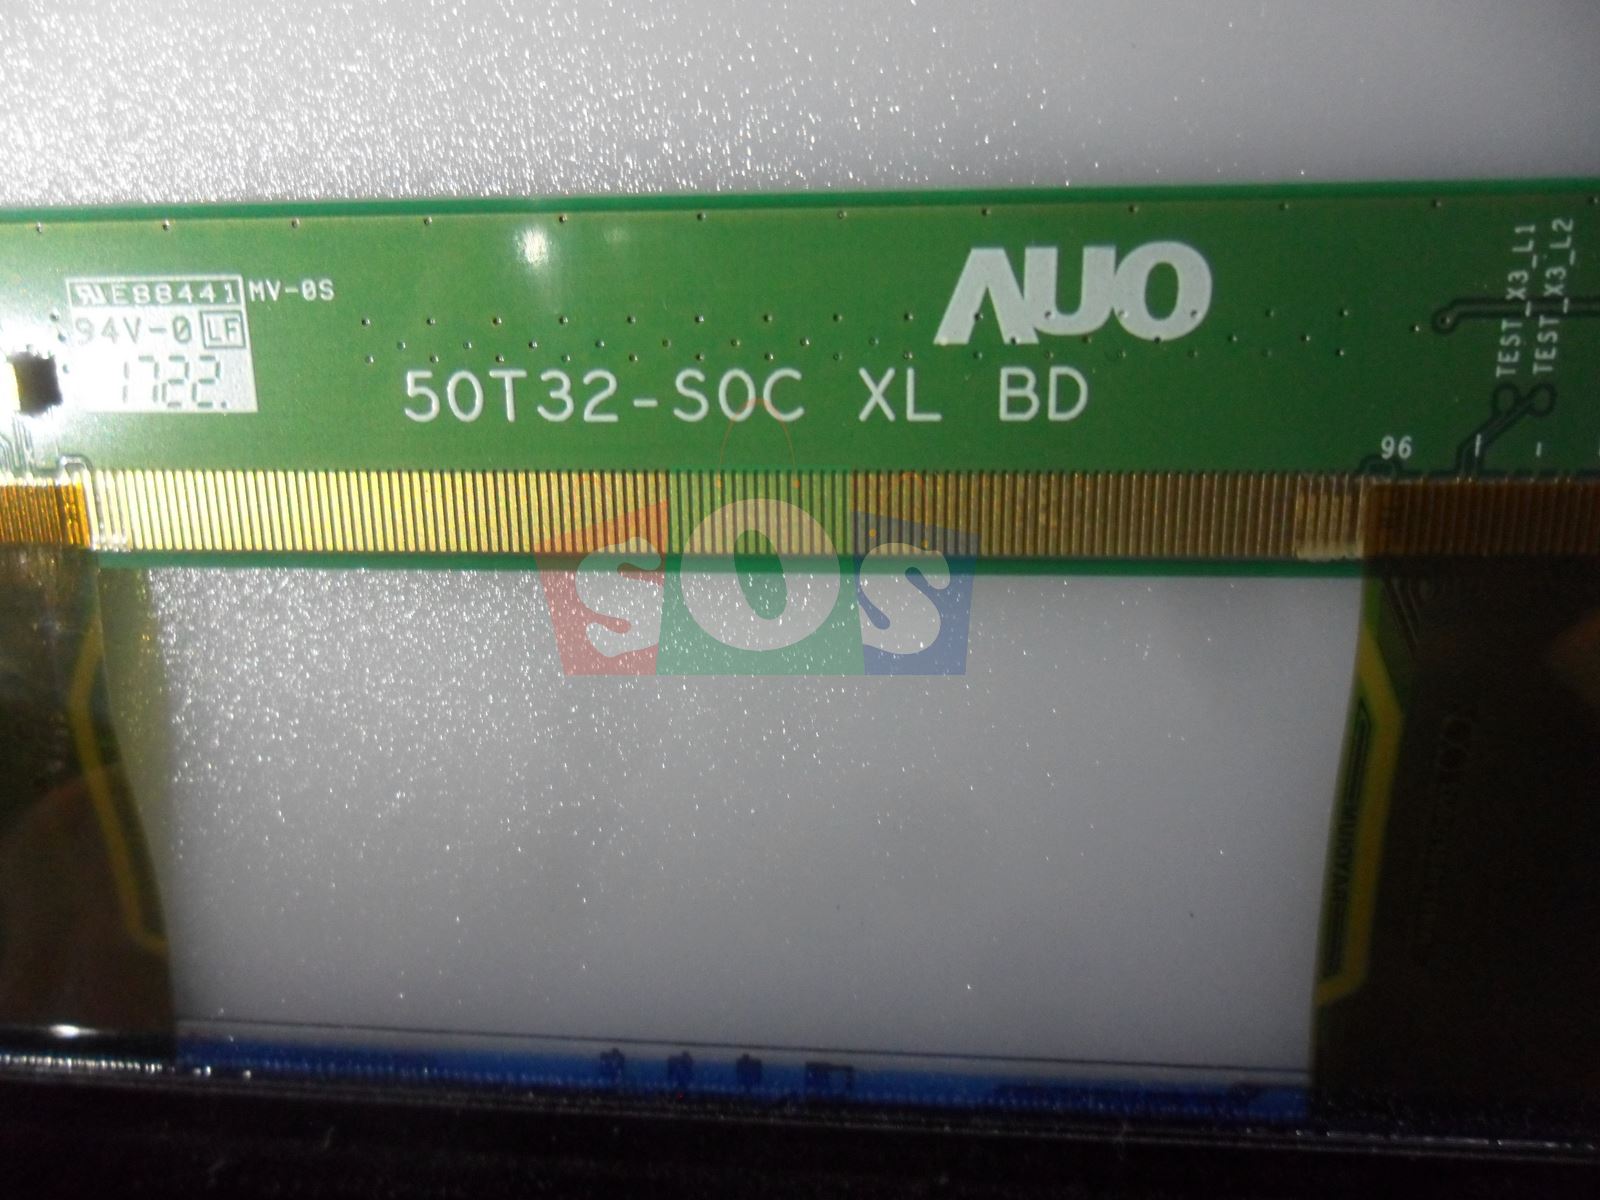 E88441 MV-0S
94V-0 LF
1722.
AUO
50T32-S0C XL BD
TEST_X3_L1
TEST_X3_L2
96
SOS